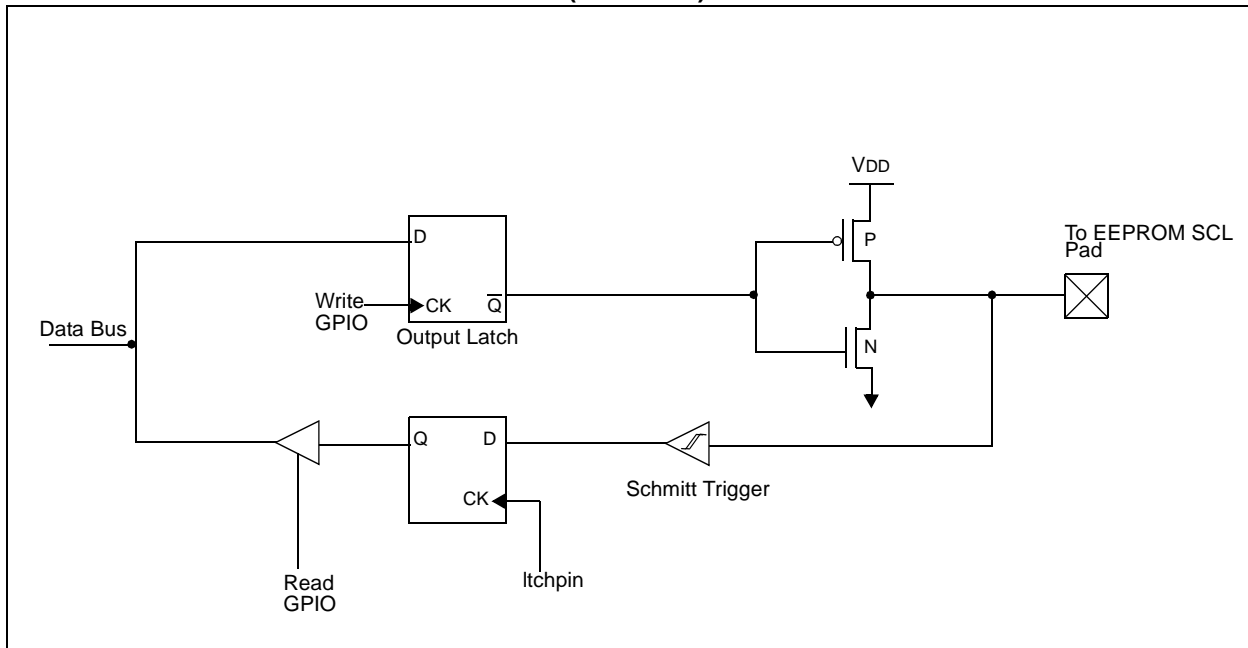 VDD
P
To EEPROM SCL
Pad
D
Write
GPIO
CK
Q
Output Latch
Data Bus
N
Q
D
CK
Schmitt Trigger
Read
GPIO
ltchpin